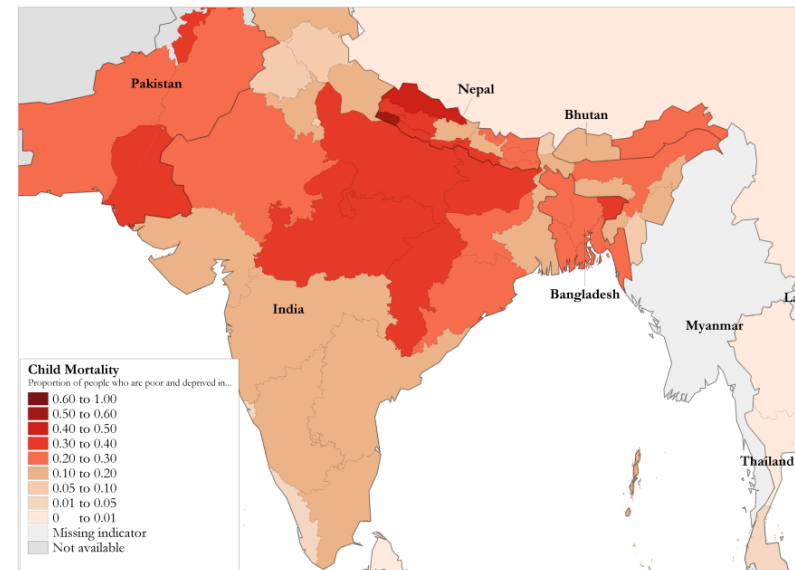 Pakistan
Nepal
Bhutan
India
Bangladesh
La
Myanmar
Thailand
Child Mortality
Proportion of people who are poor and deprived in...
0.60 to 1.00
0.50 to 0.60
0.40 to 0.50
0.30 to 0.40
0.20 to 0.30
0.10 to 0.20
0.05 to 0.10
0.01 to 0.05
0 to 0.01
Missing indicator
Not available